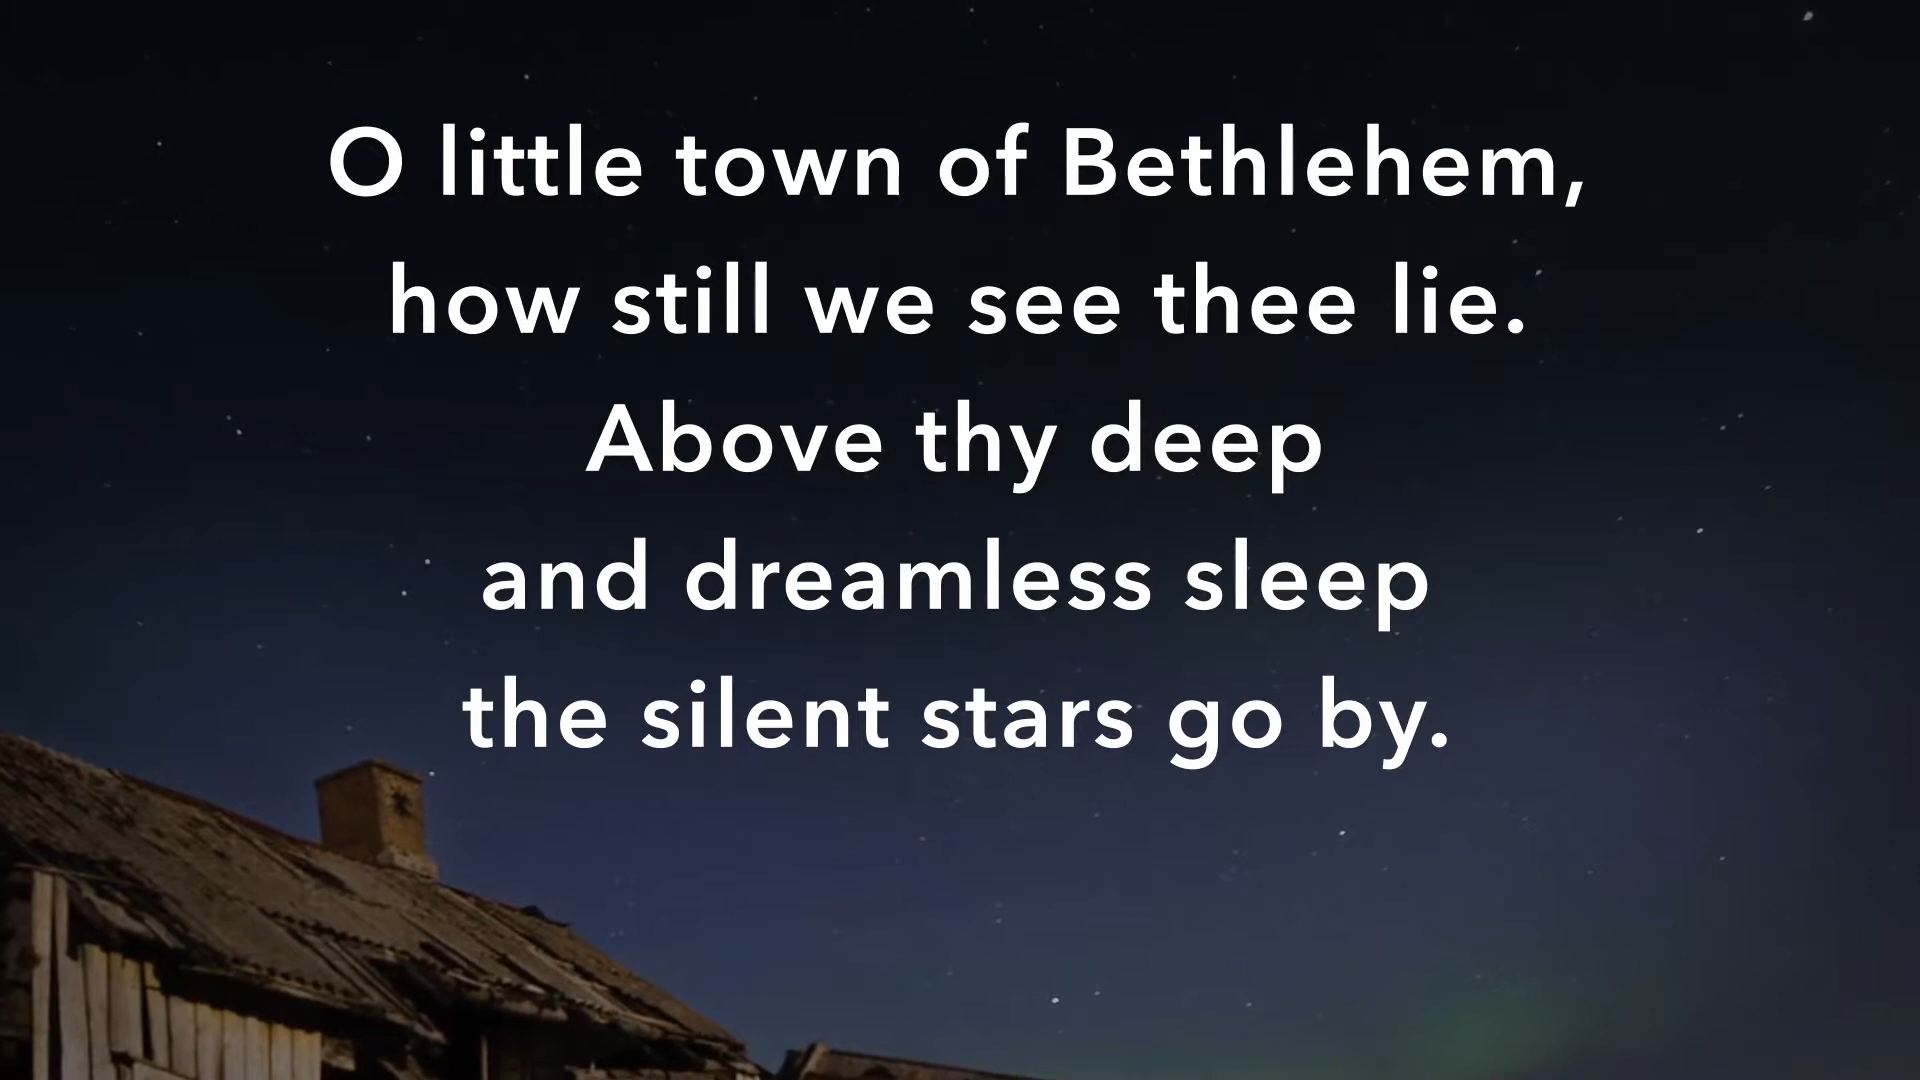 O little town of Bethlehem,
how still we see thee lie.
Above thy deep
and dreamless sleep
the silent stars go by.